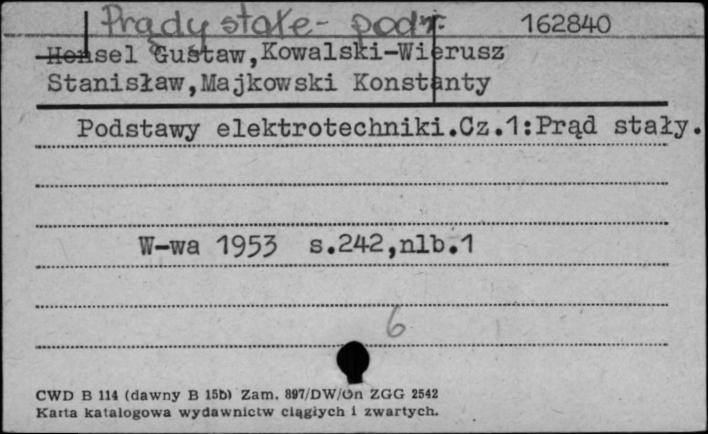 Prądy stałe - podr. 162840
Hensel Gustaw,Kowalski-Wierusz
Stanisław,Majkowski Konstanty
Podstawy elektrotechniki.Cz.1:Prąd stały.
W-wa 1953 s.242,nlb.1
6
CWD B 114 (dawny B 15b) Zam. 897/DW/On ZGG 2542
Karta katalogowa wydawnictw ciągłych i zwartych.